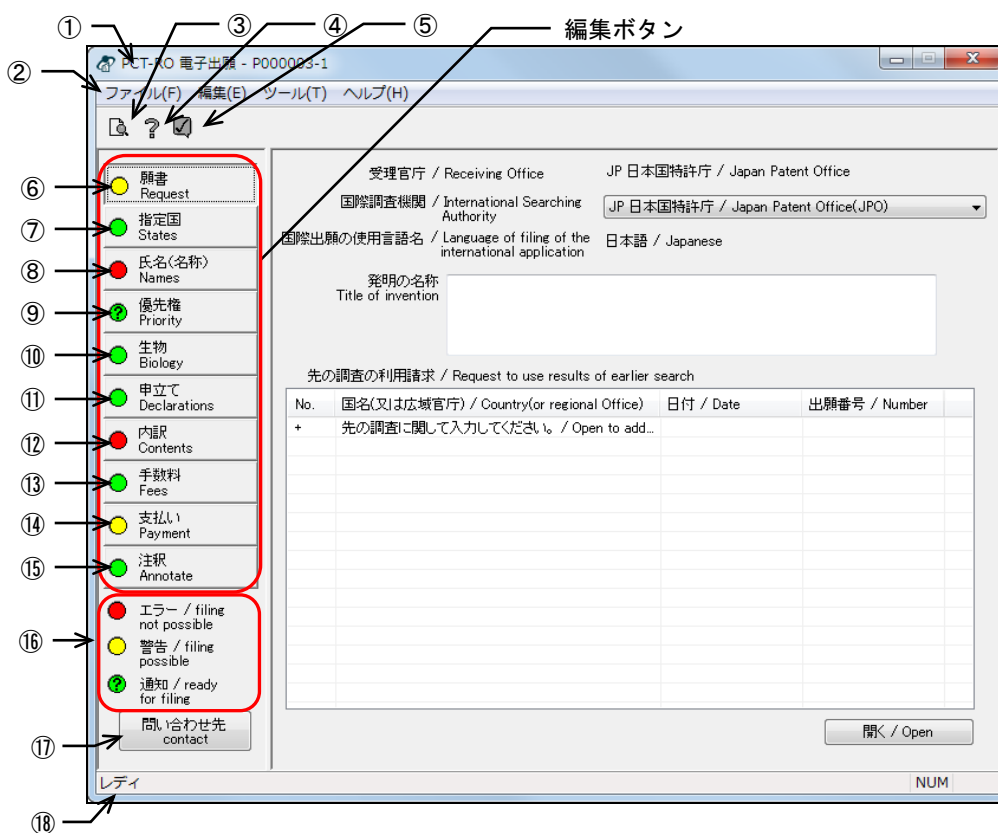 ① ③ ④ ⑤ 編集ボタン
②
PCT-RO 電子出願 - P000003-1
ファイル(F) 編集(E) ツール(T) ヘルプ(H)
⑥ 願書
Request
⑦ 指定国
States
⑧ 氏名(名称)
Names
⑨ 優先権
Priority
⑩ 生物
Biology
⑪ 申立て
Declarations
⑫ 内訳
Contents
⑬ 手数料
Fees
⑭ 支払い
Payment
⑮ 注釈
Annotate
⑯
エラー / filing
not possible
警告 / filing
possible
通知 / ready
for filing
⑰ 問い合わせ先
contact
受理官庁 / Receiving Office JP 日本国特許庁 / Japan Patent Office
国際調査機関 / International Searching
Authority
JP 日本国特許庁 / Japan Patent Office(JPO)
国際出願の使用言語名 / Language of filing of the
international application
日本語 / Japanese
発明の名称
Title of invention
先の調査の利用請求 / Request to use results of earlier search
No. 国名(又は広域官庁) / Country(or regional Office) 日付 / Date 出願番号 / Number
+ 先の調査に関して入力してください。 / Open to add...
開く / Open
レディ NUM
⑱